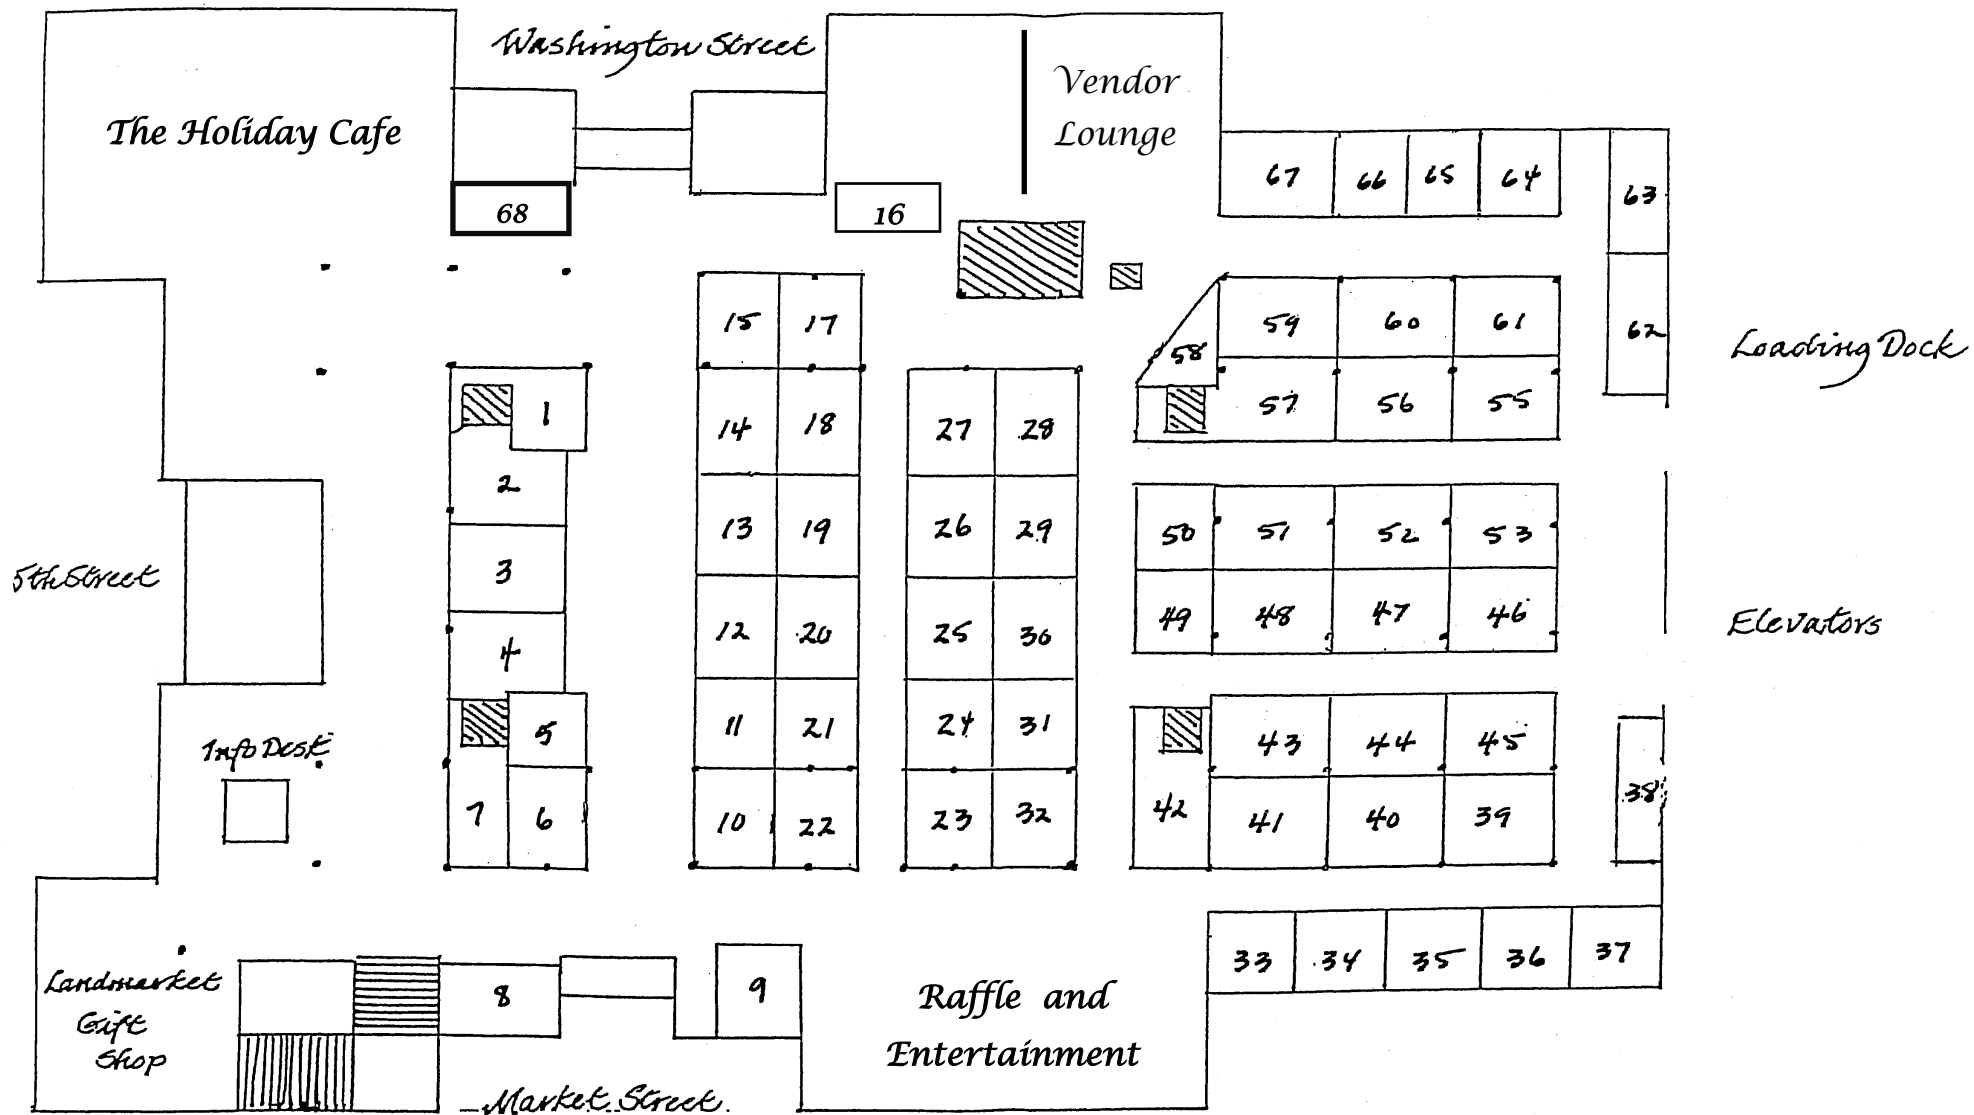 Washington Street
The Holiday Cafe
Vendor
Lounge
68
16
67 66 65 64
63
62
Loading Dock
15 17
59 60 61
58
1
14 18
27 28
57 56 55
2
13 19
26 29
50 51 52 53
3
5th Street
12 20
25 30
49 48 47 46
Elevators
4
11 21
24 31
5
43 44 45
Info Desk
38
7 6
10 22
23 32
42 41 40 39
33 34 35 36 37
Landmarket
Gift
Shop
8
9
Raffle and
Entertainment
Market Street